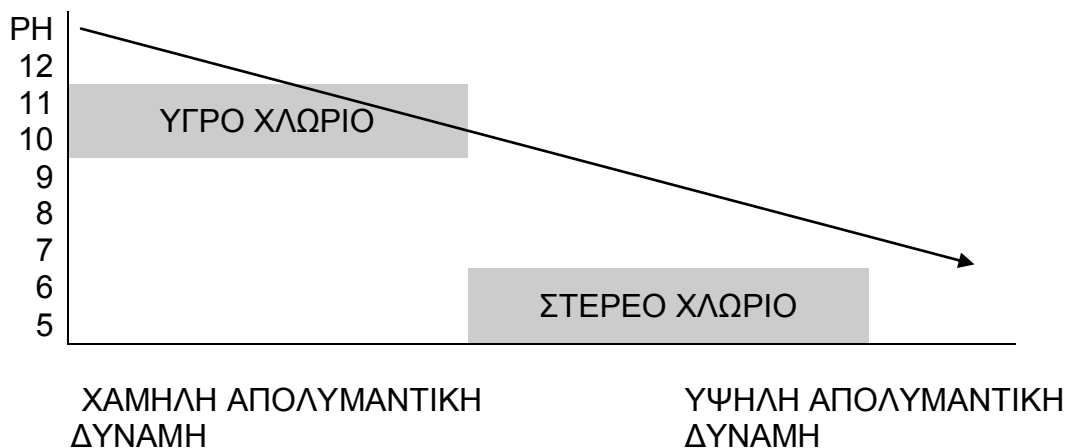 PH
12
11
ΥΓΡΟ ΧΛΩΡΙΟ
10
9
8
7
6
ΣΤΕΡΕΟ ΧΛΩΡΙΟ
5
ΧΑΜΗΛΗ ΑΠΟΛΥΜΑΝΤΙΚΗ
ΔΥΝΑΜΗ
ΥΨΗΛΗ ΑΠΟΛΥΜΑΝΤΙΚΗ
ΔΥΝΑΜΗ